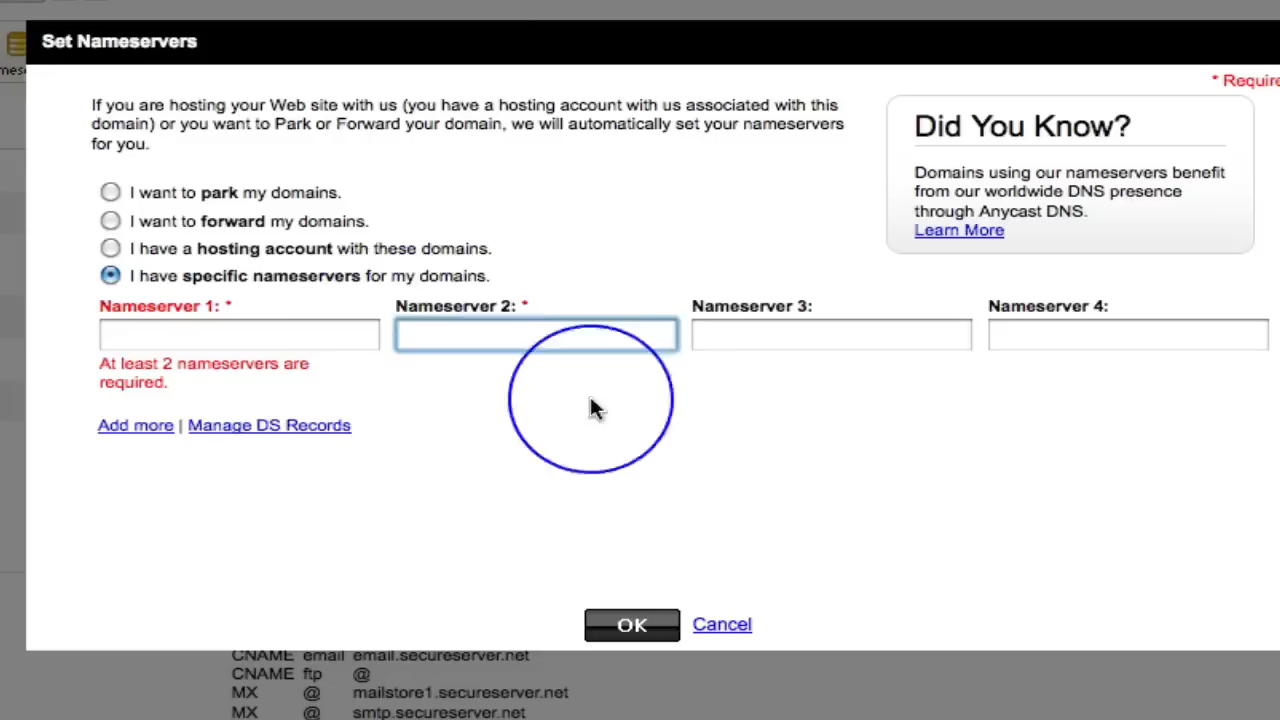 Set Nameservers
* Require
If you are hosting your Web site with us (you have a hosting account with us associated with this
domain) or you want to Park or Forward your domain, we will automatically set your nameservers
for you.
Did You Know?
Domains using our nameservers benefit
from our worldwide DNS presence
through Anycast DNS.
Learn More
I want to park my domains.
I want to forward my domains.
I have a hosting account with these domains.
I have specific nameservers for my domains.
Nameserver 1: * Nameserver 2: * Nameserver 3: Nameserver 4:
At least 2 nameservers are
required.
Add more | Manage DS Records
OK Cancel
CNAME email email.secureserver.net
CNAME ftp @
MX @ mailstore1.secureserver.net
MX @ smtp.secureserver.net